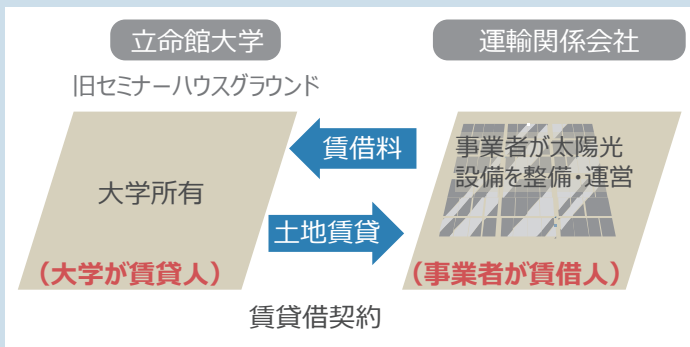 立命館大学
運輸関係会社
旧セミナーハウスグラウンド
賃借料
事業者が太陽光
設備を整備・運営
大学所有
土地賃貸
（大学が賃貸人）
（事業者が賃借人）
賃貸借契約